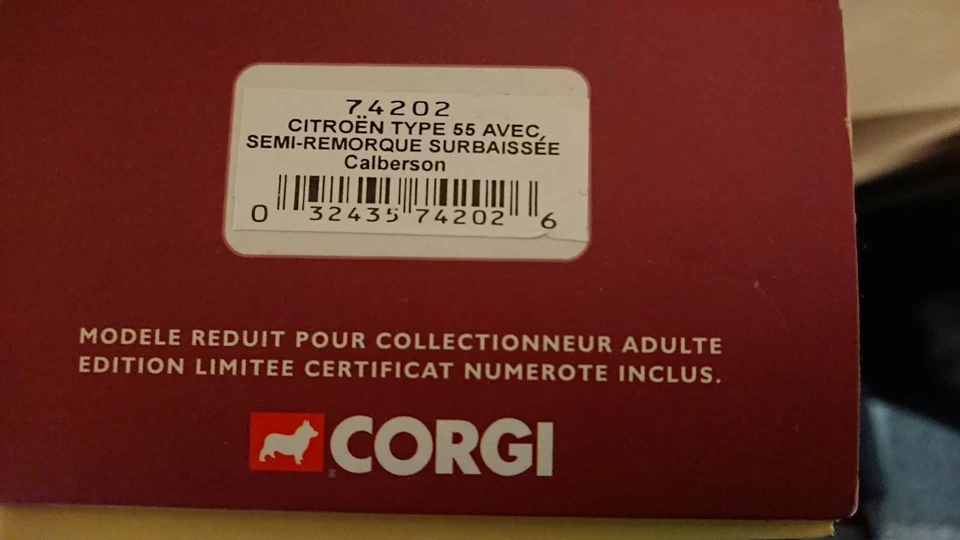 74202
CITROËN TYPE 55 AVEC
SEMI-REMORQUE SURBAISSÉE
Calberson
0 32435 74202 6
MODELE REDUIT POUR COLLECTIONNEUR ADULTE
EDITION LIMITEE CERTIFICAT NUMEROTE INCLUS.
CORGI